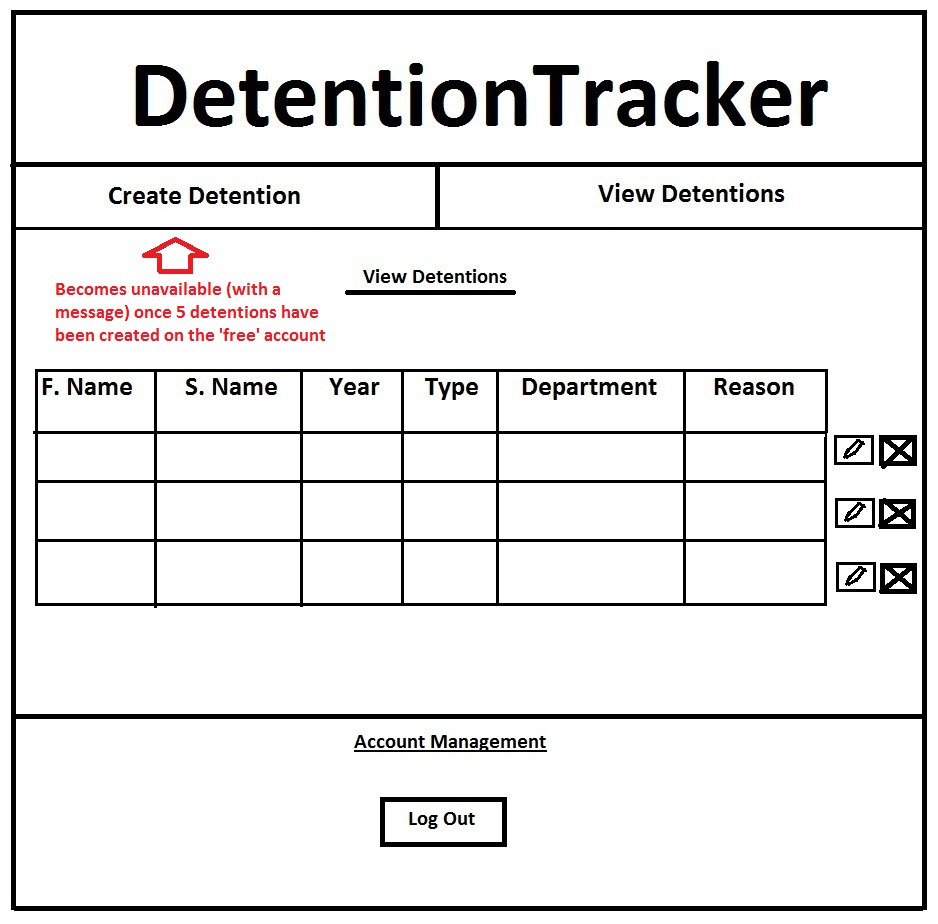 DetentionTracker
Create Detention
View Detentions
View Detentions
Becomes unavailable (with a
message) once 5 detentions have
been created on the 'free' account
F. Name S. Name Year Type Department Reason
Account Management
Log Out